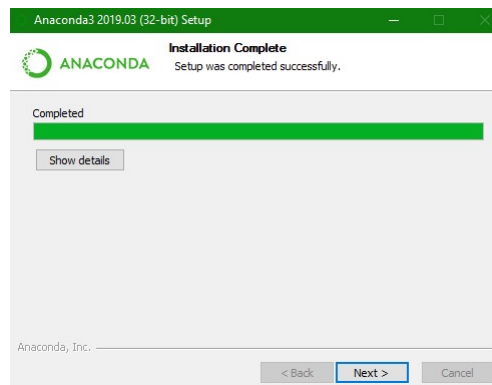 Anaconda3 2019.03 (32-bit) Setup
ANACONDA
Installation Complete
Setup was completed successfully.
Completed
Show details
Anaconda, Inc.
< Back
Next >
Cancel